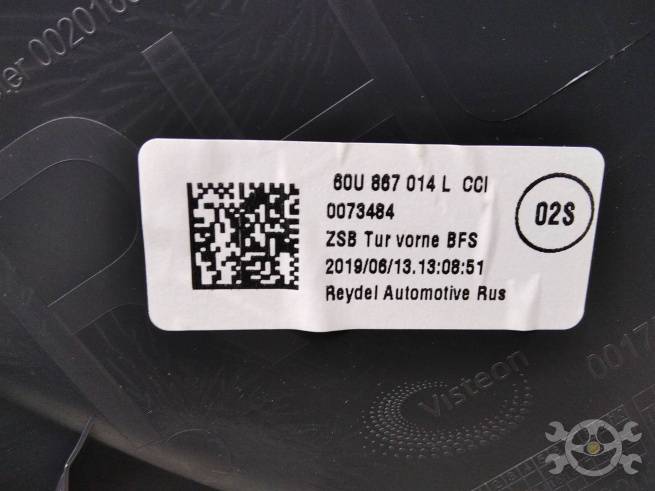 60U 867 014 L CCI
0073484
ZSB Tur vorne BFS
2019/06/13.13:08:51
Reydel Automotive Rus
02S
Visteon